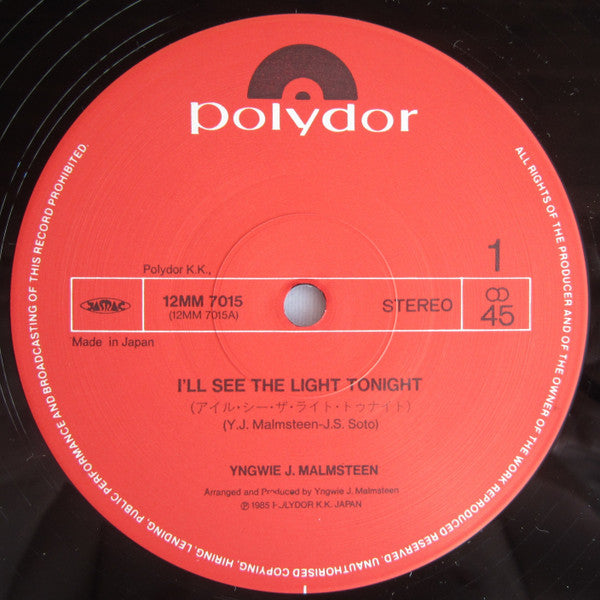 polydor
ALL RIGHTS OF THE PRODUCER AND OF THE OWNER OF THE WORK REPRODUCED RESERVED. UNAUTHORISED COPYING, HIRING, LENDING, PUBLIC PERFORMANCE AND BROADCASTING OF THIS RECORD PROHIBITED.
1
Polydor K.K.,
JASRAC
12MM 7015
(12MM 7015A)
STEREO
45
Made in Japan
I'LL SEE THE LIGHT TONIGHT
(アイル・シー・ザ・ライト・トゥナイト)
(Y.J. Malmsteen-J.S. Soto)
YNGWIE J. MALMSTEEN
Arranged and Produced by Yngwie J. Malmsteen
Ⓟ 1985 POLYDOR K.K. JAPAN